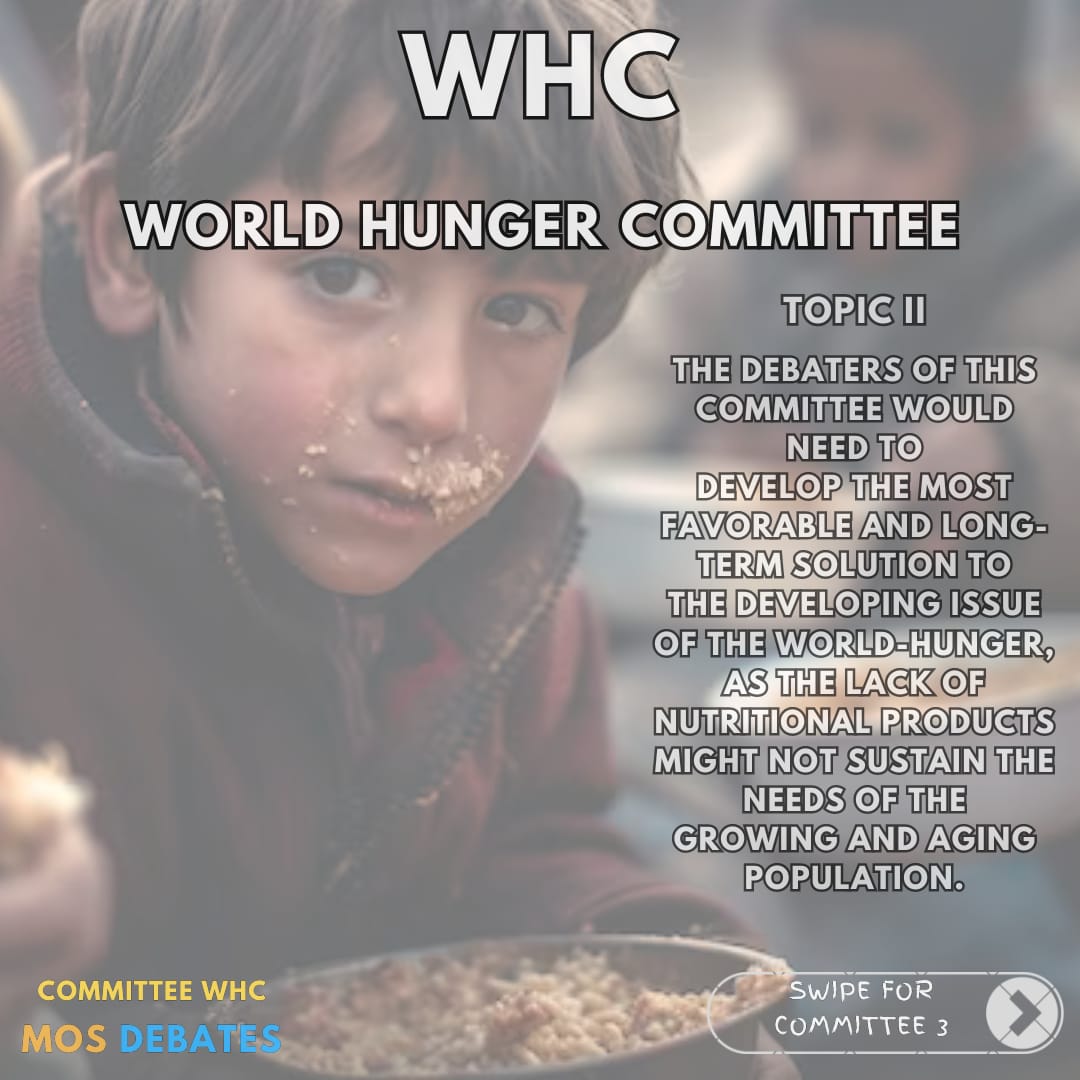 WHC
WORLD HUNGER COMMITTEE
TOPIC II
THE DEBATERS OF THIS
COMMITTEE WOULD
NEED TO
DEVELOP THE MOST
FAVORABLE AND LONG-
TERM SOLUTION TO
THE DEVELOPING ISSUE
OF THE WORLD-HUNGER,
AS THE LACK OF
NUTRITIONAL PRODUCTS
MIGHT NOT SUSTAIN THE
NEEDS OF THE
GROWING AND AGING
POPULATION.
COMMITTEE WHC
MOS DEBATES
SWIPE FOR
COMMITTEE 3